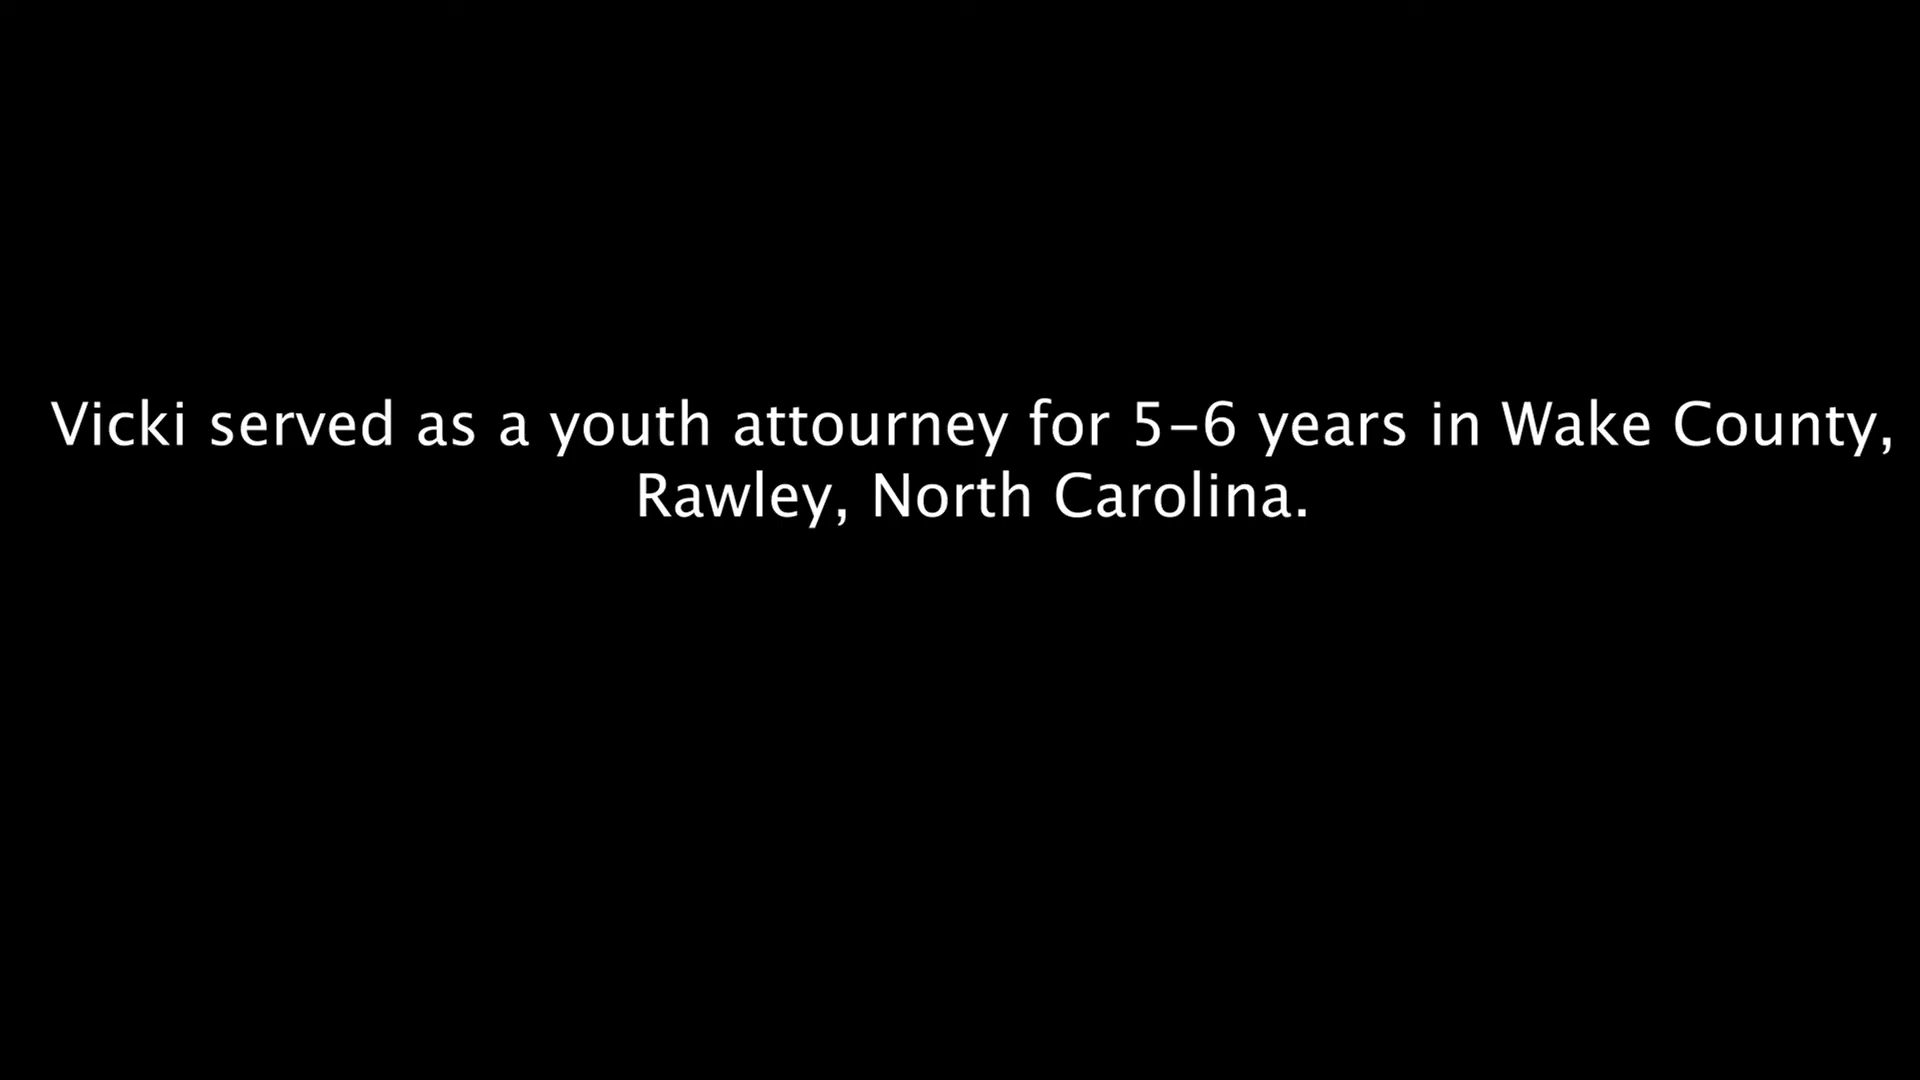 Vicki served as a youth attourney for 5-6 years in Wake County,
Rawley, North Carolina.